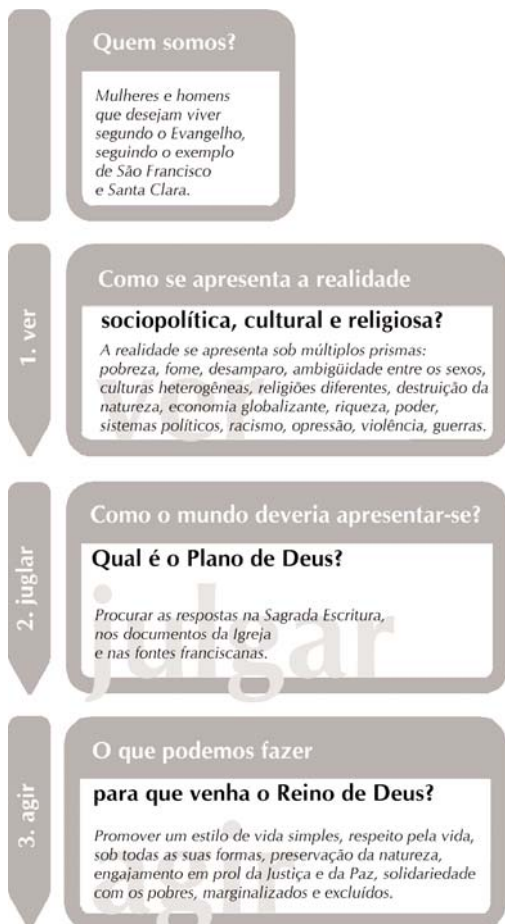 Quem somos?
Mulheres e homens
que desejam viver
segundo o Evangelho,
seguindo o exemplo
de São Francisco
e Santa Clara.
1. ver
Como se apresenta a realidade
sociopolítica, cultural e religiosa?
A realidade se apresenta sob múltiplos prismas:
pobreza, fome, desamparo, ambigüidade entre os sexos,
culturas heterogêneas, religiões diferentes, destruição da
natureza, economia globalizante, riqueza, poder,
sistemas políticos, racismo, opressão, violência, guerras.
ver
2. juglar
Como o mundo deveria apresentar-se?
Qual é o Plano de Deus?
Procurar as respostas na Sagrada Escritura,
nos documentos da Igreja
e nas fontes franciscanas.
julgar
3. agir
O que podemos fazer
para que venha o Reino de Deus?
Promover um estilo de vida simples, respeito pela vida,
sob todas as suas formas, preservação da natureza,
engajamento em prol da Justiça e da Paz, solidariedade
com os pobres, marginalizados e excluídos.
agir